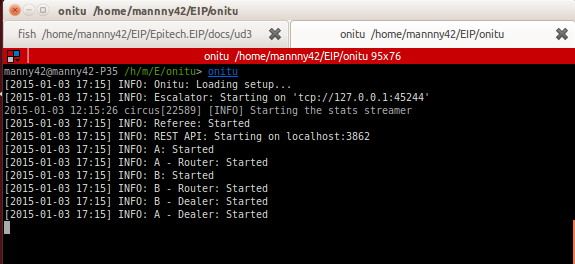 onitu /home/mannny42/EIP/onitu
fish /home/mannny42/EIP/Epitech.EIP/docs/ud3
onitu /home/mannny42/EIP/onitu
onitu /home/mannny42/EIP/onitu 95x76
manny42@mannny42-P35 /h/m/E/onitu> onitu
[2015-01-03 17:15] INFO: Onitu: Loading setup...
[2015-01-03 17:15] INFO: Escalator: Starting on 'tcp://127.0.0.1:45244'
2015-01-03 12:15:26 circus[22589] [INFO] Starting the stats streamer
[2015-01-03 17:15] INFO: Referee: Started
[2015-01-03 17:15] INFO: REST API: Starting on localhost:3862
[2015-01-03 17:15] INFO: A: Started
[2015-01-03 17:15] INFO: A - Router: Started
[2015-01-03 17:15] INFO: B: Started
[2015-01-03 17:15] INFO: B - Router: Started
[2015-01-03 17:15] INFO: B - Dealer: Started
[2015-01-03 17:15] INFO: A - Dealer: Started